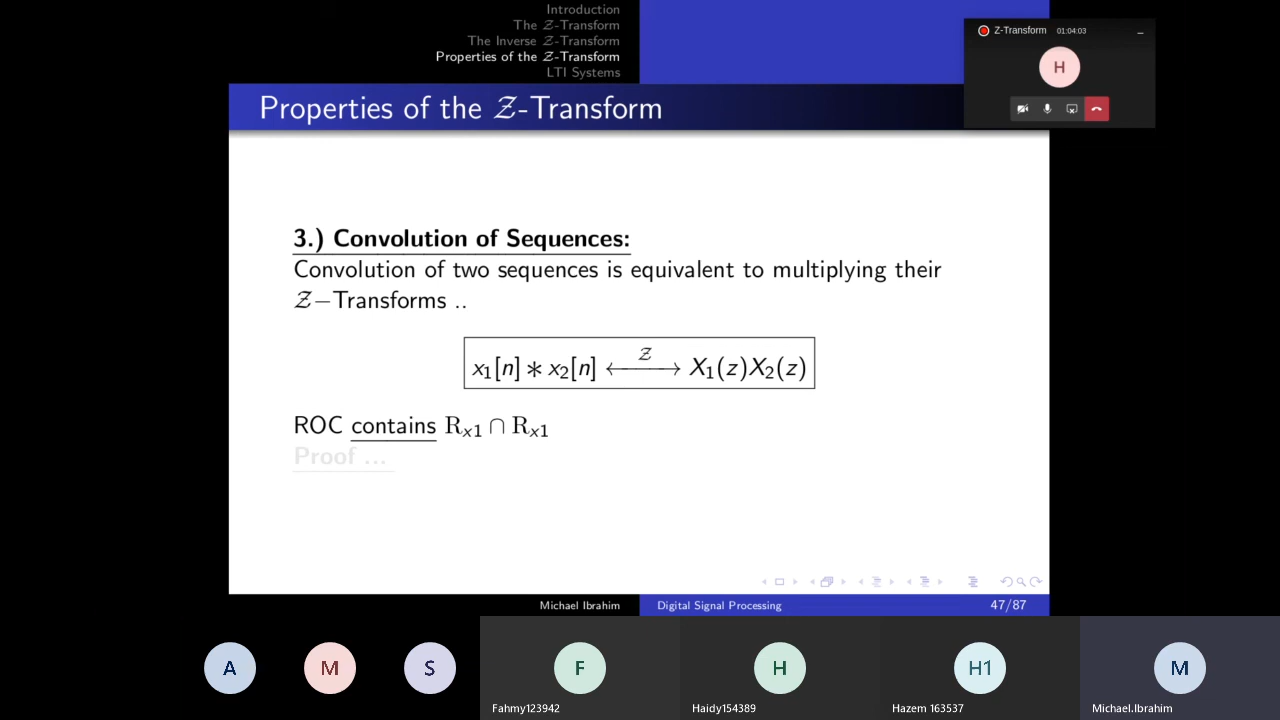 Introduction
The Z-Transform
The Inverse Z-Transform
Properties of the Z-Transform
LTI Systems
Z-Transform 01:04:03
H
Properties of the Z-Transform
3.) Convolution of Sequences:
Convolution of two sequences is equivalent to multiplying their
Z−Transforms ..
x₁[n] ∗ x₂[n] ⟷ᶻ X₁(z)X₂(z)
ROC contains Rₓ₁ ∩ Rₓ₁
Proof ...
Michael Ibrahim Digital Signal Processing 47/87
A M S F H H1 M
Fahmy123942 Haidy154389 Hazem 163537 Michael.Ibrahim